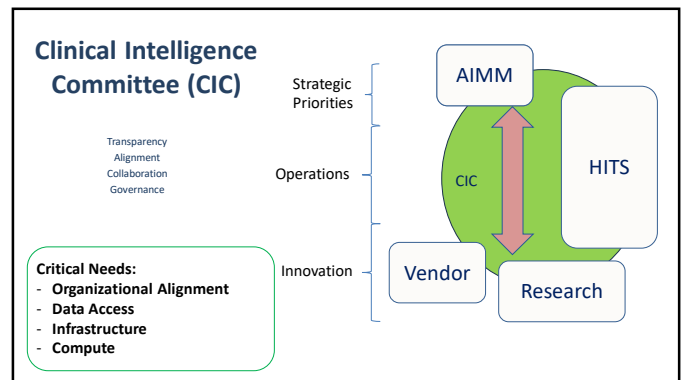 Clinical Intelligence
Committee (CIC)
Transparency
Alignment
Collaboration
Governance
Critical Needs:
- Organizational Alignment
- Data Access
- Infrastructure
- Compute
Strategic
Priorities
Operations
Innovation
AIMM
HITS
CIC
Vendor
Research